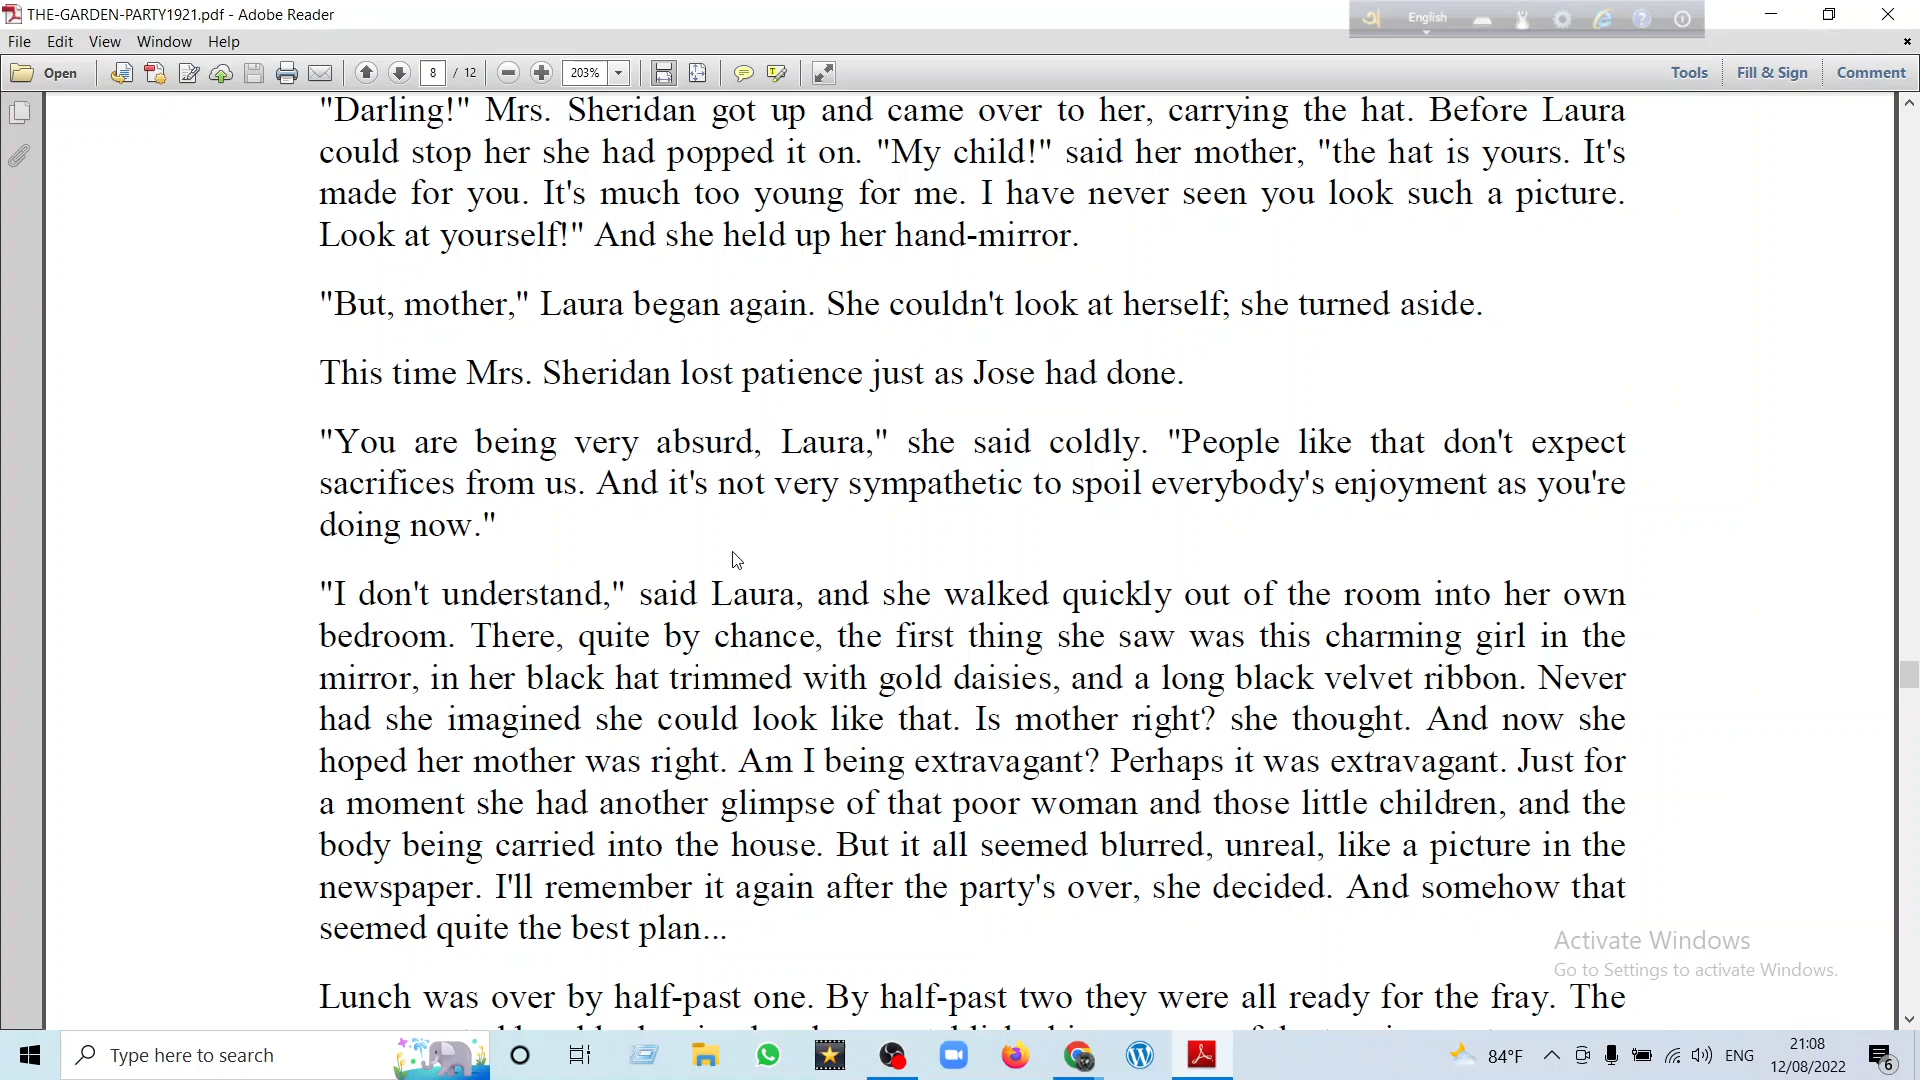 THE-GARDEN-PARTY1921.pdf - Adobe Reader
English
File Edit View Window Help
Open 8 / 12 203% Tools Fill & Sign Comment
"Darling!" Mrs. Sheridan got up and came over to her, carrying the hat. Before Laura
could stop her she had popped it on. "My child!" said her mother, "the hat is yours. It's
made for you. It's much too young for me. I have never seen you look such a picture.
Look at yourself!" And she held up her hand-mirror.
"But, mother," Laura began again. She couldn't look at herself; she turned aside.
This time Mrs. Sheridan lost patience just as Jose had done.
"You are being very absurd, Laura," she said coldly. "People like that don't expect
sacrifices from us. And it's not very sympathetic to spoil everybody's enjoyment as you're
doing now."
"I don't understand," said Laura, and she walked quickly out of the room into her own
bedroom. There, quite by chance, the first thing she saw was this charming girl in the
mirror, in her black hat trimmed with gold daisies, and a long black velvet ribbon. Never
had she imagined she could look like that. Is mother right? she thought. And now she
hoped her mother was right. Am I being extravagant? Perhaps it was extravagant. Just for
a moment she had another glimpse of that poor woman and those little children, and the
body being carried into the house. But it all seemed blurred, unreal, like a picture in the
newspaper. I'll remember it again after the party's over, she decided. And somehow that
seemed quite the best plan...
Activate Windows
Go to Settings to activate Windows.
Lunch was over by half-past one. By half-past two they were all ready for the fray. The
Type here to search
84°F
ENG
21:08
12/08/2022
6